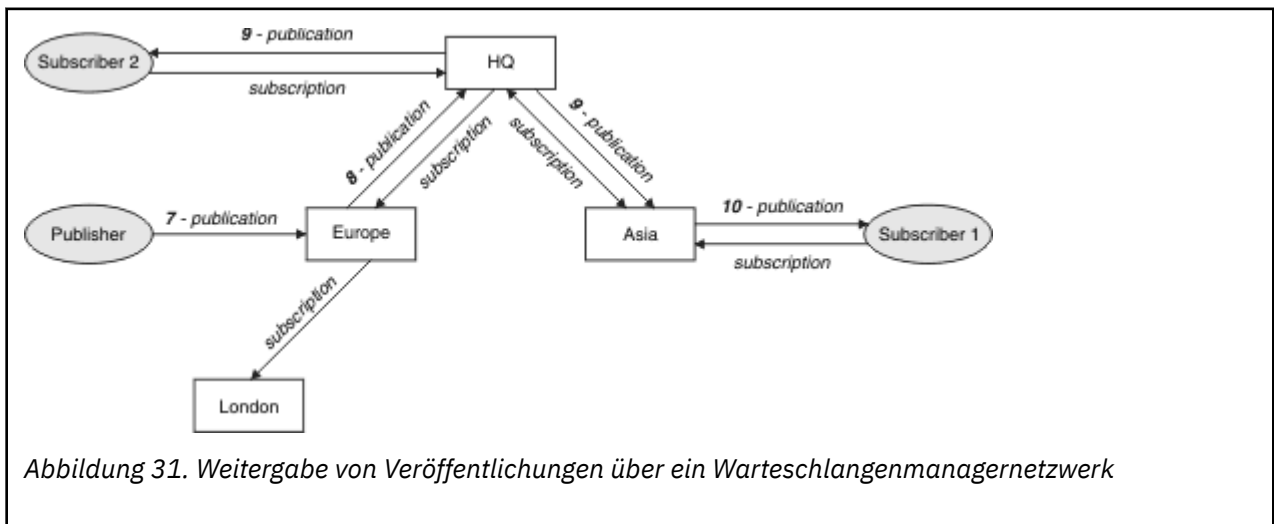 9 - publication
Subscriber 2
HQ
subscription
9 - publication
8 - publication
subscription
subscription
7 - publication
10 - publication
Publisher
Europe
Asia
Subscriber 1
subscription
subscription
London
Abbildung 31. Weitergabe von Veröffentlichungen über ein Warteschlangenmanagernetzwerk